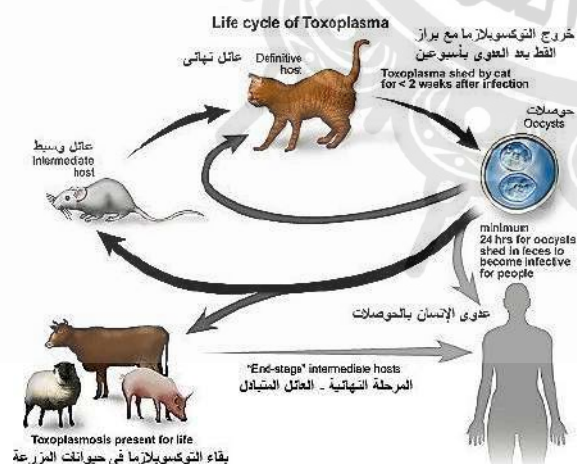 Life cycle of Toxoplasma
خروج التوكسوبلازما مع براز
القط بعد العدوى بأسبوعين
عائل نهائى
Definitive
host
Toxoplasma shed by cat
for < 2 weeks after infection
حوصلات
Oocysts
عائل وسيط
Intermediate
host
minimum
24 hrs for oocysts
shed in feces to
become infective
for people
عدوى الإنسان بالحوصلات
"End-stage" intermediate hosts
المرحلة النهائية - العائل المتبادل
Toxoplasmosis present for life
بقاء التوكسوبلازما فى حيوانات المزرعة